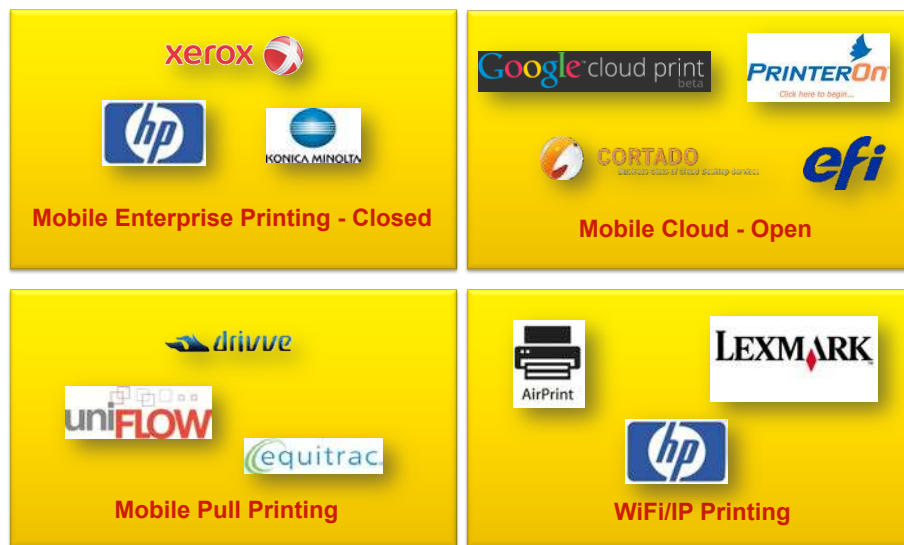 xerox
hp
KONICA MINOLTA
Mobile Enterprise Printing - Closed
Google cloud print
beta
PRINTERON
Click here to begin...
CORTADO
efi
Mobile Cloud - Open
drivve
uniFLOW
equitrac
Mobile Pull Printing
AirPrint
LEXMARK
hp
WiFi/IP Printing